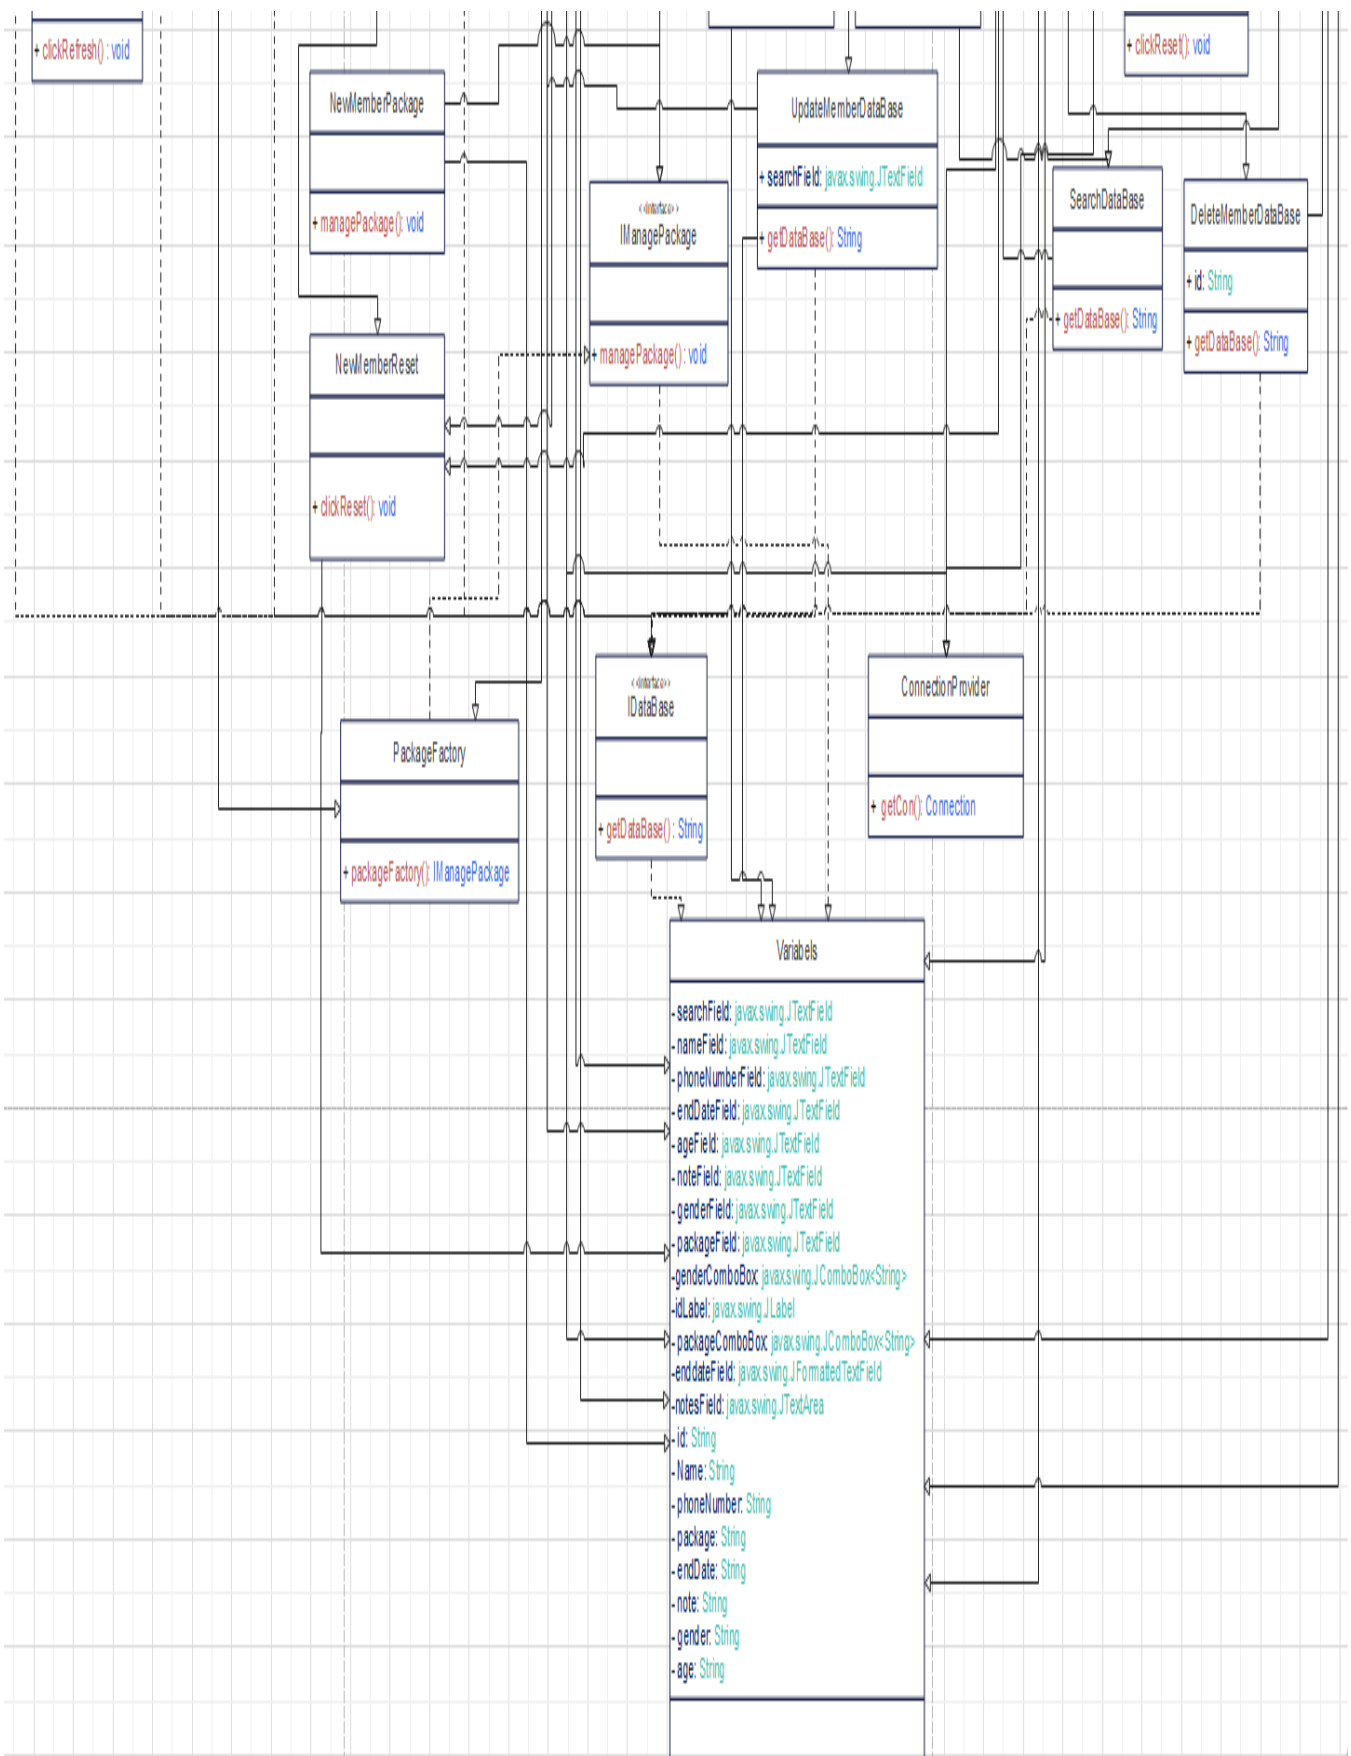 + clickRefresh() : void
+ clickReset(): void
NewMemberPackage
+ managePackage(): void
UpdateMemberDataBase
+ searchField: javax.swing.JTextField
+ getDataBase(): String
<<interface>>
IManagePackage
+ managePackage() : void
SearchDataBase
+ getDataBase(): String
DeleteMemberDataBase
+ id: String
+ getDataBase(): String
NewMemberReset
+ clickReset(): void
<<interface>>
IDataBase
+ getDataBase() : String
ConnectionProvider
+ getCon(): Connection
PackageFactory
+ packageFactory(): IManagePackage
Variabels
- searchField: javax.swing.JTextField
- nameField: javax.swing.JTextField
- phoneNumberField: javax.swing.JTextField
- endDateField: javax.swing.JTextField
- ageField: javax.swing.JTextField
- noteField: javax.swing.JTextField
- genderField: javax.swing.JTextField
- packageField: javax.swing.JTextField
-genderComboBox: javax.swing.JComboBox<String>
-idLabel: javax.swing.JLabel
- packageComboBox: javax.swing.JComboBox<String>
-enddateField: javax.swing.JFormattedTextField
-notesField: javax.swing.JTextArea
- id: String
- Name: String
- phoneNumber: String
- package: String
- endDate: String
- note: String
- gender: String
- age: String